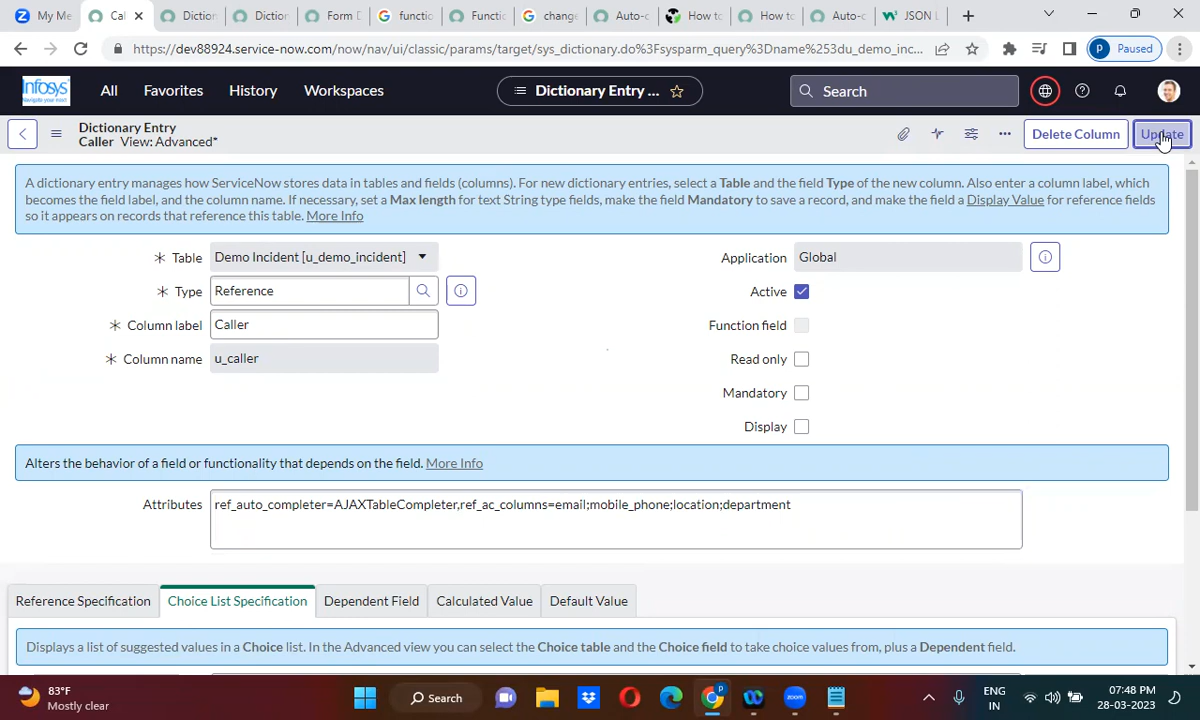 My Me
Ca
Diction
Diction
Form D
functio
Functi
change
Auto-c
How to
How to
Auto-c
JSON L
https://dev88924.service-now.com/now/nav/ui/classic/params/target/sys_dictionary.do%3Fsysparm_query%3Dname%253du_demo_inc...
P Paused
Infosys
Navigate your next
All Favorites History Workspaces
Dictionary Entry ...
Search
Dictionary Entry
Caller View: Advanced*
Delete Column
Update
A dictionary entry manages how ServiceNow stores data in tables and fields (columns). For new dictionary entries, select a Table and the field Type of the new column. Also enter a column label, which
becomes the field label, and the column name. If necessary, set a Max length for text String type fields, make the field Mandatory to save a record, and make the field a Display Value for reference fields
so it appears on records that reference this table. More Info
Table Demo Incident [u_demo_incident]
Application Global
Type Reference
Active
Column label Caller
Function field
Column name u_caller
Read only
Mandatory
Display
Alters the behavior of a field or functionality that depends on the field. More Info
Attributes ref_auto_completer=AJAXTableCompleter,ref_ac_columns=email;mobile_phone;location;department
Reference Specification Choice List Specification Dependent Field Calculated Value Default Value
Displays a list of suggested values in a Choice list. In the Advanced view you can select the Choice table and the Choice field to take choice values from, plus a Dependent field.
83°F
Mostly clear
Search
ENG
IN
07:48 PM
28-03-2023